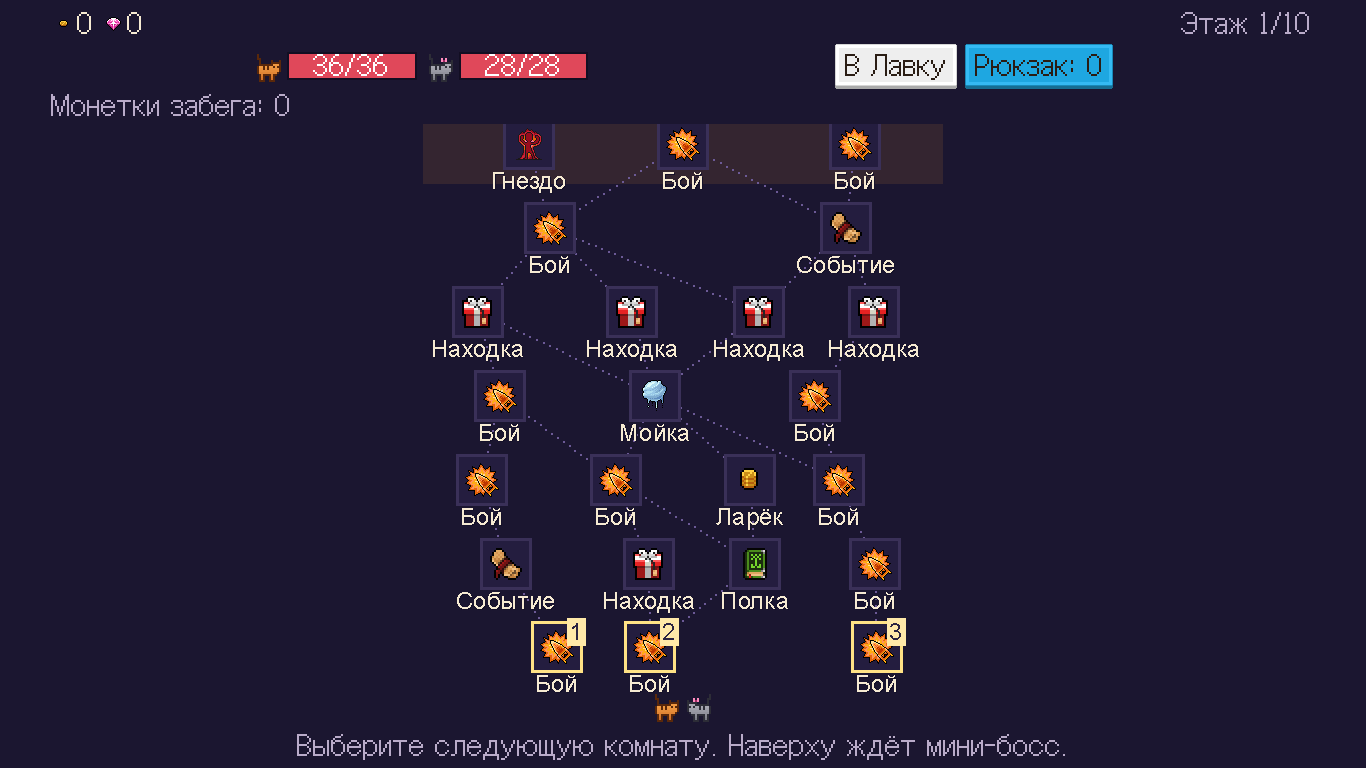 0 0
Этаж 1/10
36/36 28/28
В Лавку
Рюкзак: 0
Монетки забега: 0
Гнездо Бой Бой
Бой Событие
Находка Находка Находка Находка
Бой Мойка Бой
Бой Бой Ларёк Бой
Событие Находка Полка Бой
1 2 3
Бой Бой Бой
Выберите следующую комнату. Наверху ждёт мини-босс.